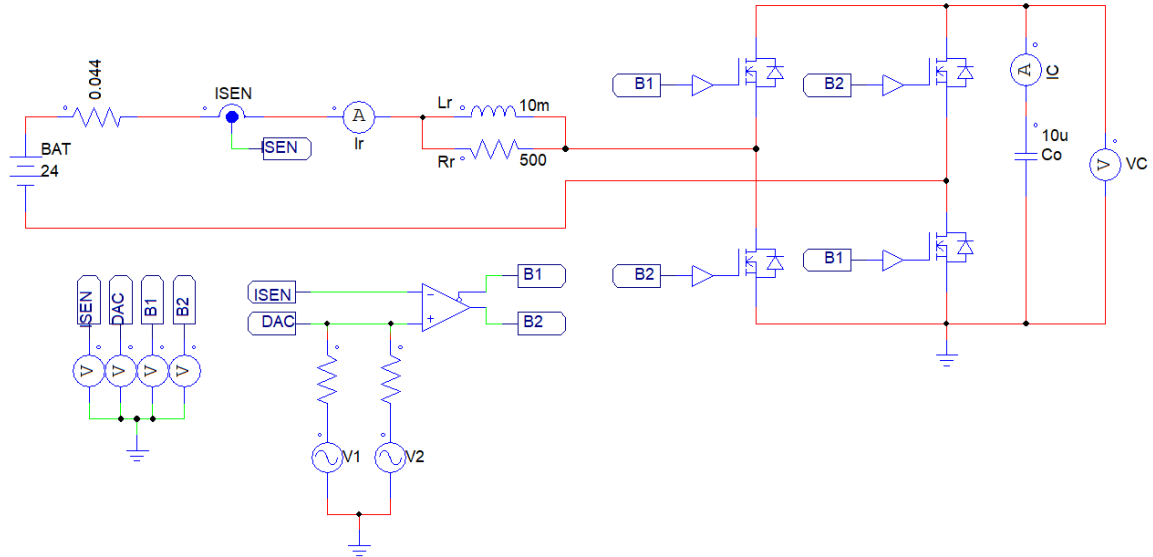 0.044
ISEN
ISEN
A
Ir
Lr
10m
Rr
500
BAT
24
B1
B2
B2
B1
A
IC
10u
Co
V
VC
ISEN
DAC
B1
B2
V
V
V
V
ISEN
DAC
B1
B2
V1
V2